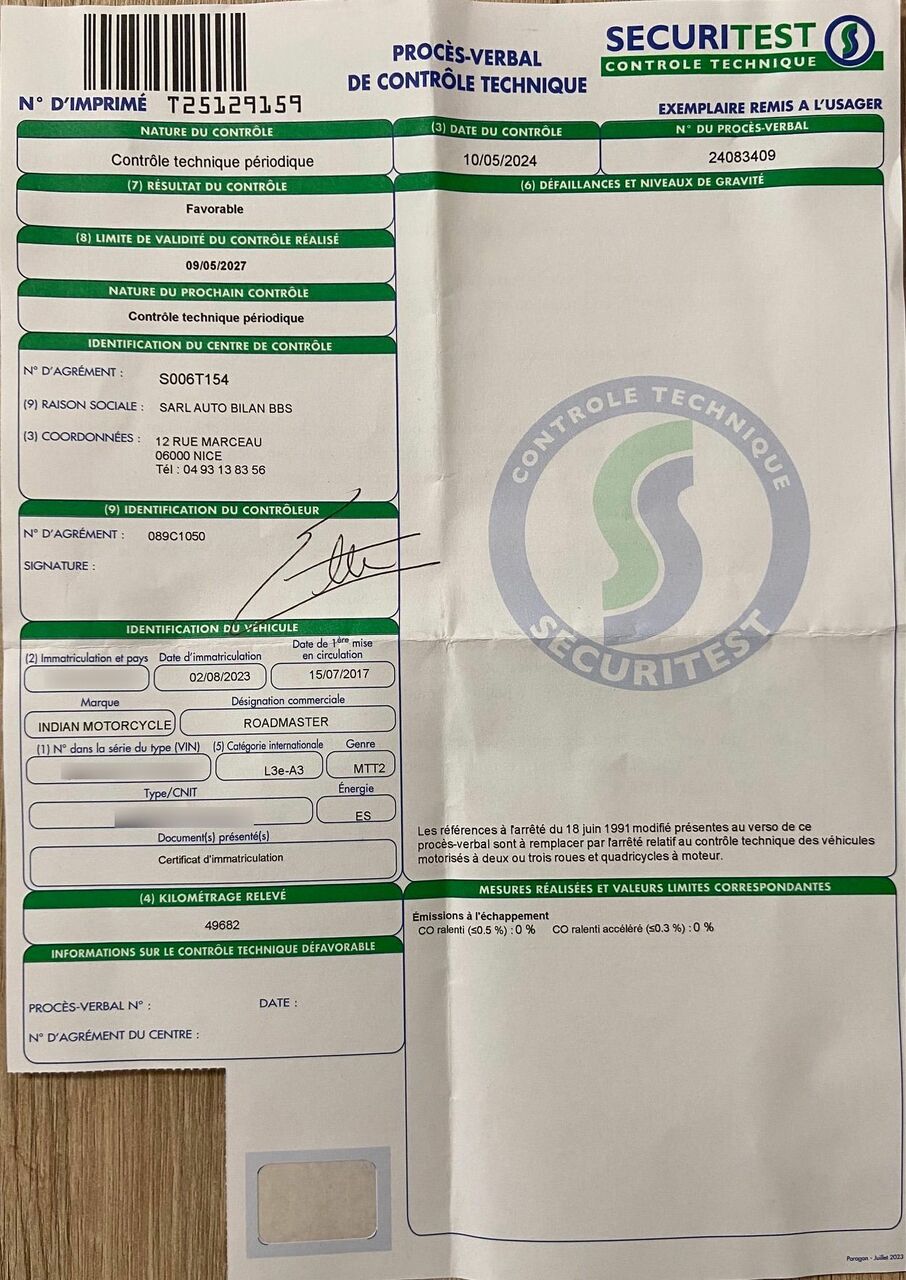 N° D'IMPRIMÉ T25129159
PROCÈS-VERBAL
DE CONTRÔLE TECHNIQUE
SECURITEST
CONTROLE TECHNIQUE
EXEMPLAIRE REMIS A L'USAGER
NATURE DU CONTRÔLE
Contrôle technique périodique
(3) DATE DU CONTRÔLE
10/05/2024
N° DU PROCÈS-VERBAL
24083409
(7) RÉSULTAT DU CONTRÔLE
Favorable
(8) LIMITE DE VALIDITÉ DU CONTRÔLE RÉALISÉ
09/05/2027
NATURE DU PROCHAIN CONTRÔLE
Contrôle technique périodique
IDENTIFICATION DU CENTRE DE CONTRÔLE
N° D'AGRÉMENT : S006T154
(9) RAISON SOCIALE : SARL AUTO BILAN BBS
(3) COORDONNÉES : 12 RUE MARCEAU
06000 NICE
Tél : 04 93 13 83 56
(9) IDENTIFICATION DU CONTRÔLEUR
N° D'AGRÉMENT : 089C1050
SIGNATURE :
IDENTIFICATION DU VÉHICULE
(2) Immatriculation et pays
Date d'immatriculation
02/08/2023
Date de 1ère mise
en circulation
15/07/2017
Marque
INDIAN MOTORCYCLE
Désignation commerciale
ROADMASTER
(1) N° dans la série du type (VIN)
(5) Catégorie internationale
L3e-A3
Genre
MTT2
Type/CNIT
Énergie
ES
Document(s) présenté(s)
Certificat d'immatriculation
(4) KILOMÉTRAGE RELEVÉ
49682
INFORMATIONS SUR LE CONTRÔLE TECHNIQUE DÉFAVORABLE
PROCÈS-VERBAL N° : DATE :
N° D'AGRÉMENT DU CENTRE :
(6) DÉFAILLANCES ET NIVEAUX DE GRAVITÉ
CONTROLE TECHNIQUE
SECURITEST
Les références à l'arrêté du 18 juin 1991 modifié présentes au verso de ce
procès-verbal sont à remplacer par l'arrêté relatif au contrôle technique des véhicules
motorisés à deux ou trois roues et quadricycles à moteur.
MESURES RÉALISÉES ET VALEURS LIMITES CORRESPONDANTES
Émissions à l'échappement
CO ralenti (≤0.5 %) : 0 % CO ralenti accéléré (≤0.3 %) : 0 %
Paragon - Juillet 2023